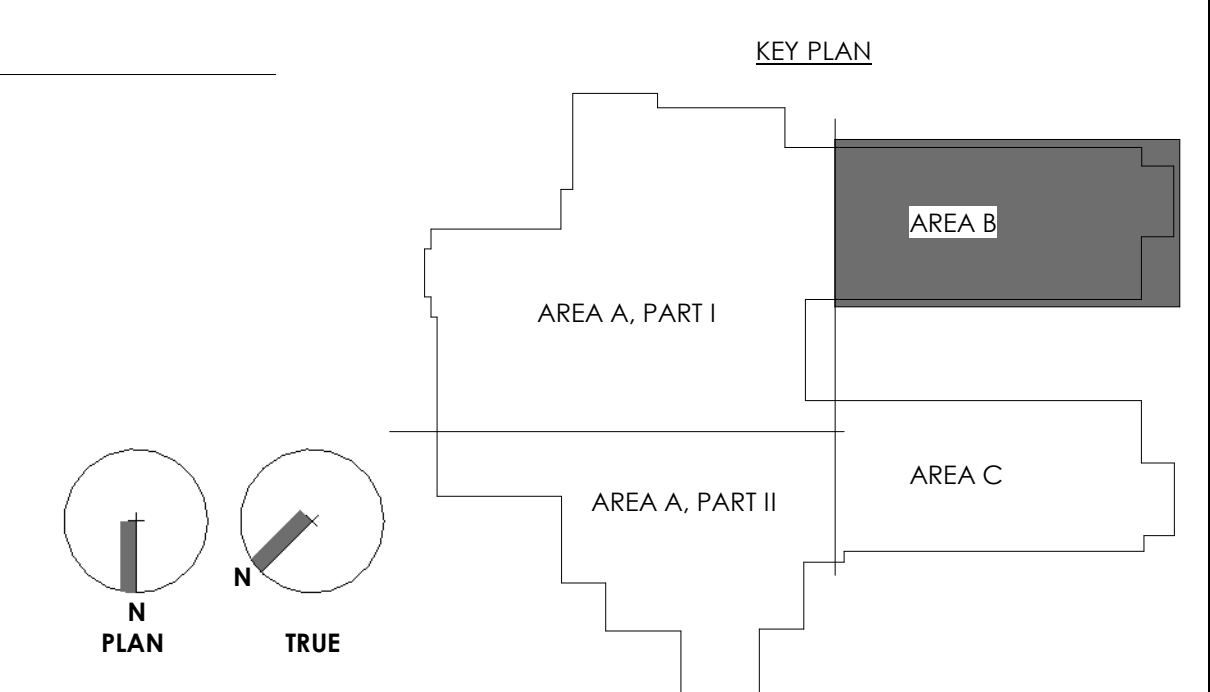 KEY PLAN
AREA B
AREA A, PART I
AREA C
AREA A, PART II
N
PLAN
N
TRUE